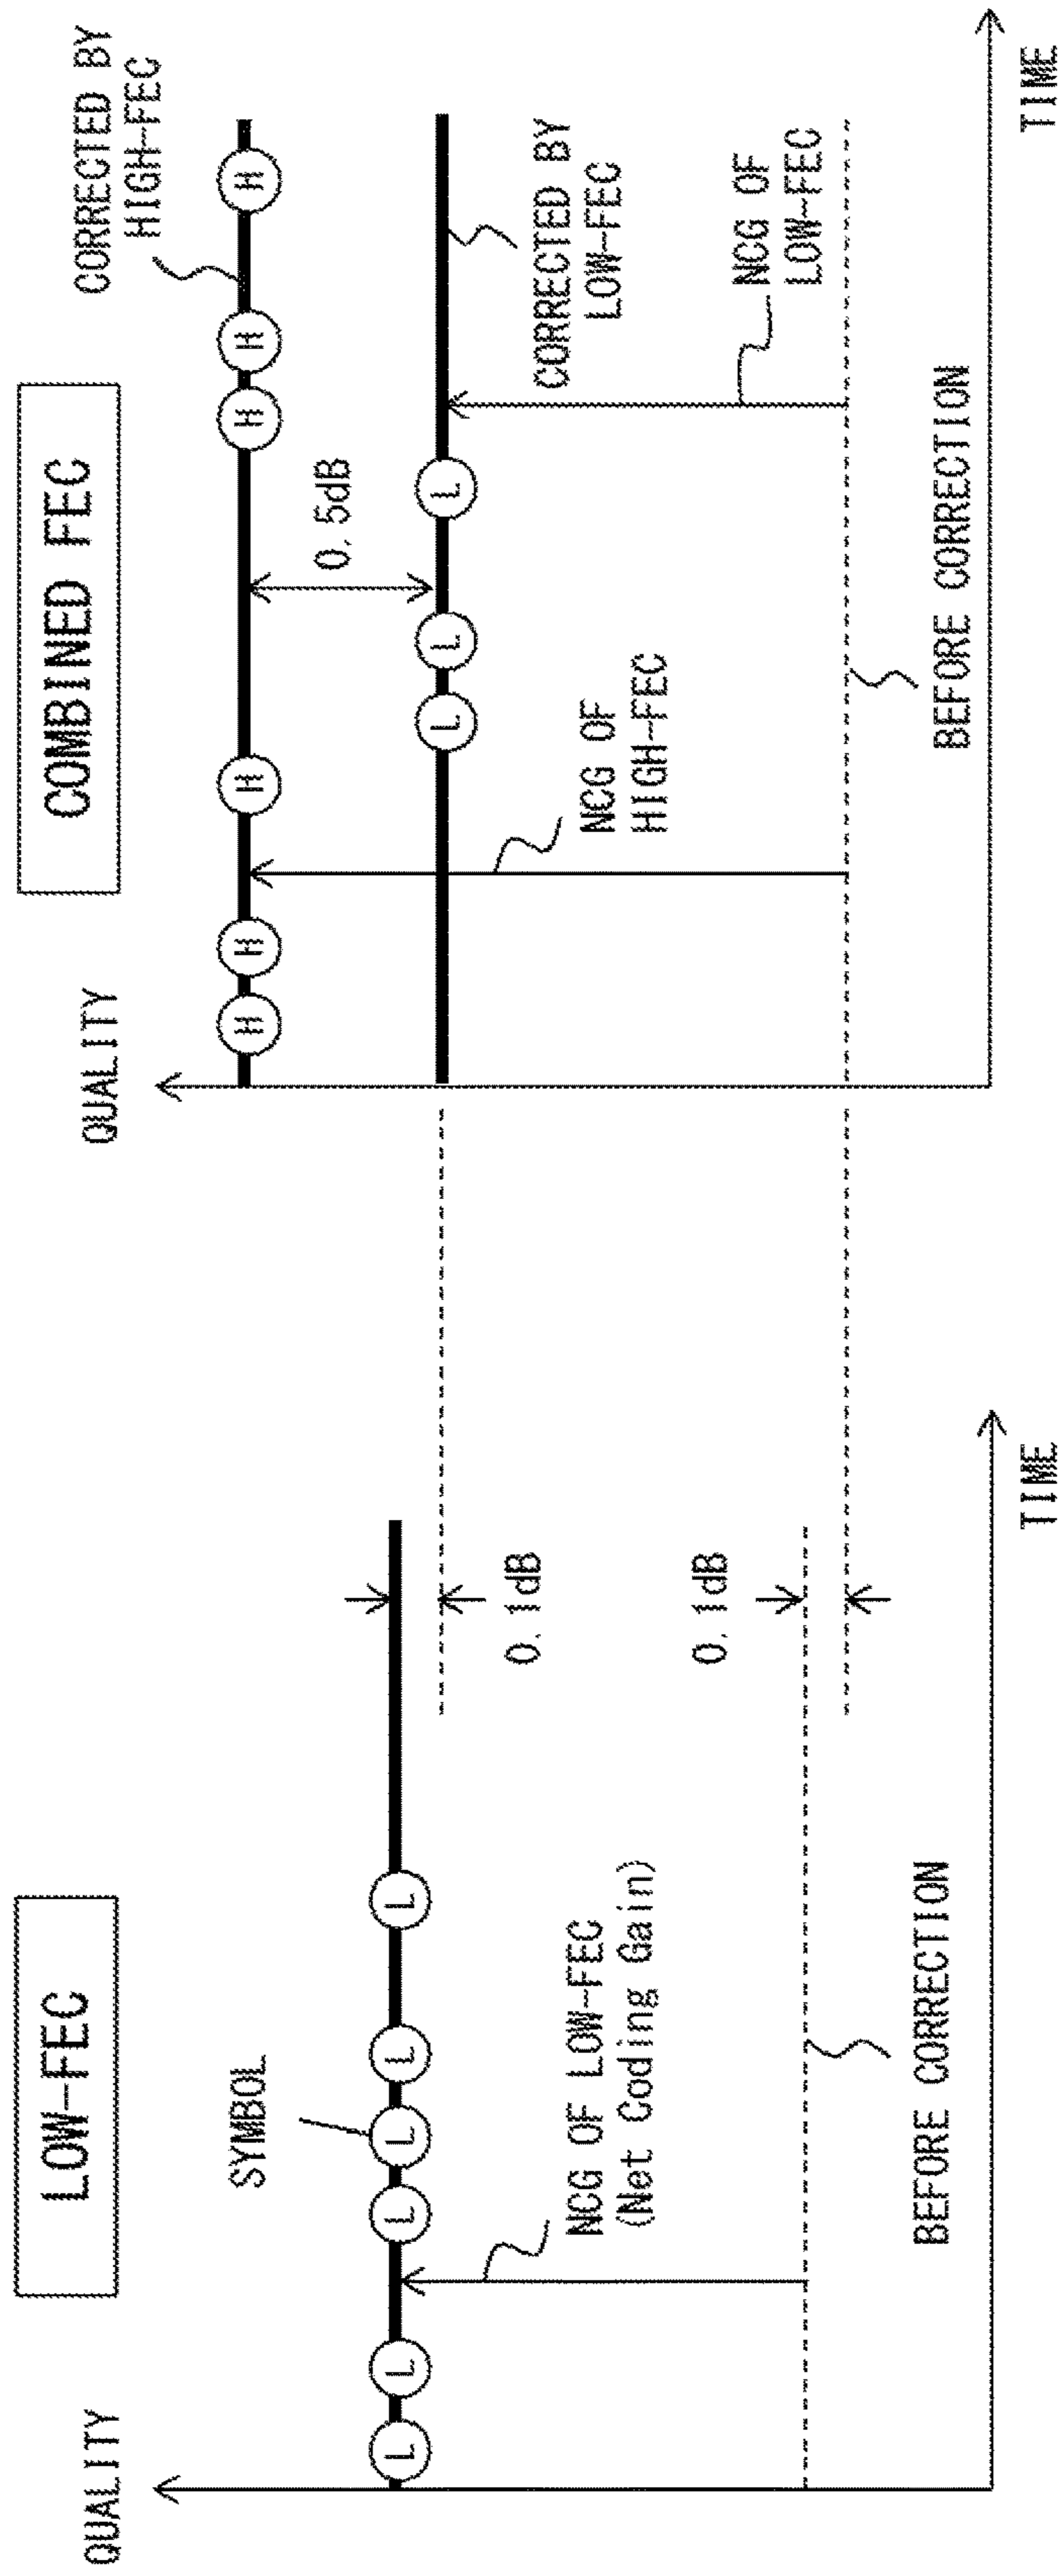 LOW-FEC
QUALITY
SYMBOL
L
L
L
L
L
L
NCG OF LOW-FEC
(Net Coding Gain)
0.1dB
0.1dB
BEFORE CORRECTION
TIME
COMBINED FEC
QUALITY
CORRECTED BY
HIGH-FEC
H
H
H
H
H
H
0.5dB
L
L
L
CORRECTED BY
LOW-FEC
NCG OF
HIGH-FEC
NCG OF
LOW-FEC
BEFORE CORRECTION
TIME